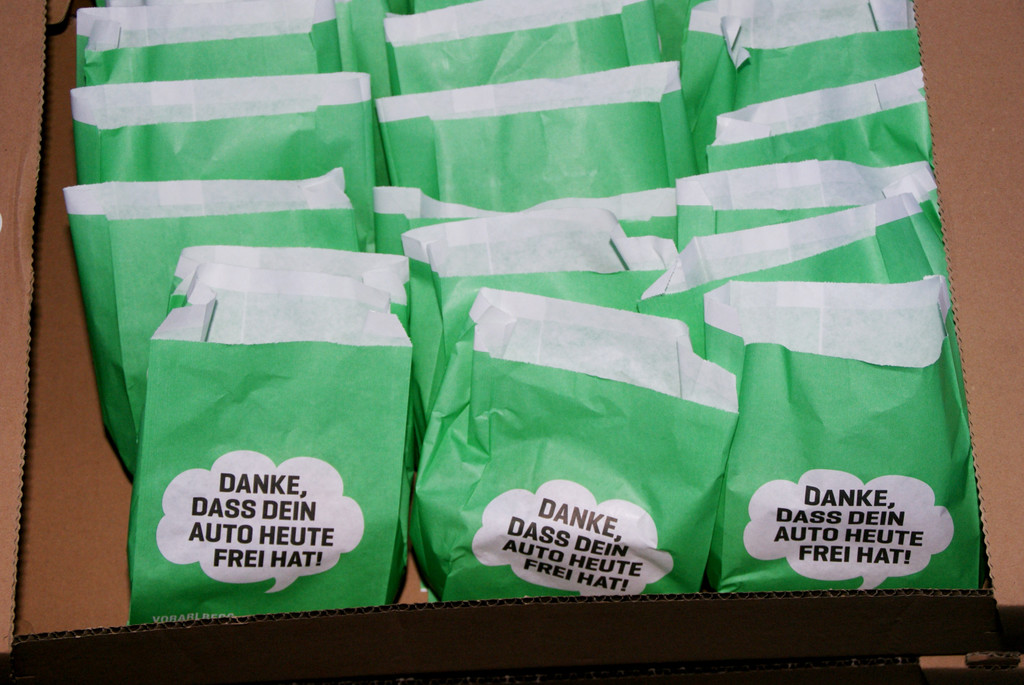 DANKE,
DASS DEIN
AUTO HEUTE
FREI HAT!
DANKE,
DASS DEIN
AUTO HEUTE
FREI HAT!
DANKE,
DASS DEIN
AUTO HEUTE
FREI HAT!
VORARLBERG